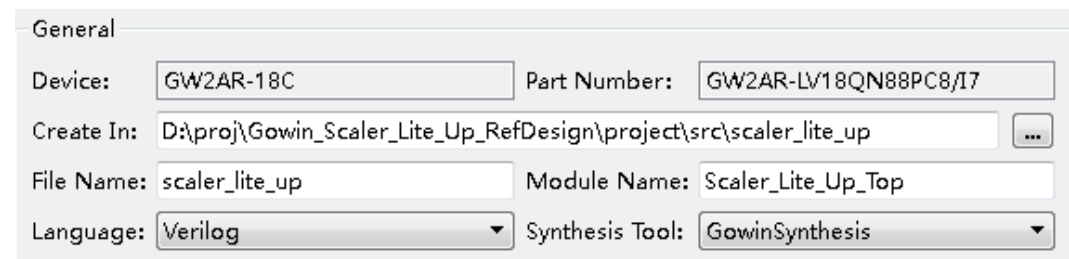 General
Device: GW2AR-18C Part Number: GW2AR-LV18QN88PC8/I7
Create In: D:\proj\Gowin_Scaler_Lite_Up_RefDesign\project\src\scaler_lite_up ...
File Name: scaler_lite_up Module Name: Scaler_Lite_Up_Top
Language: Verilog Synthesis Tool: GowinSynthesis